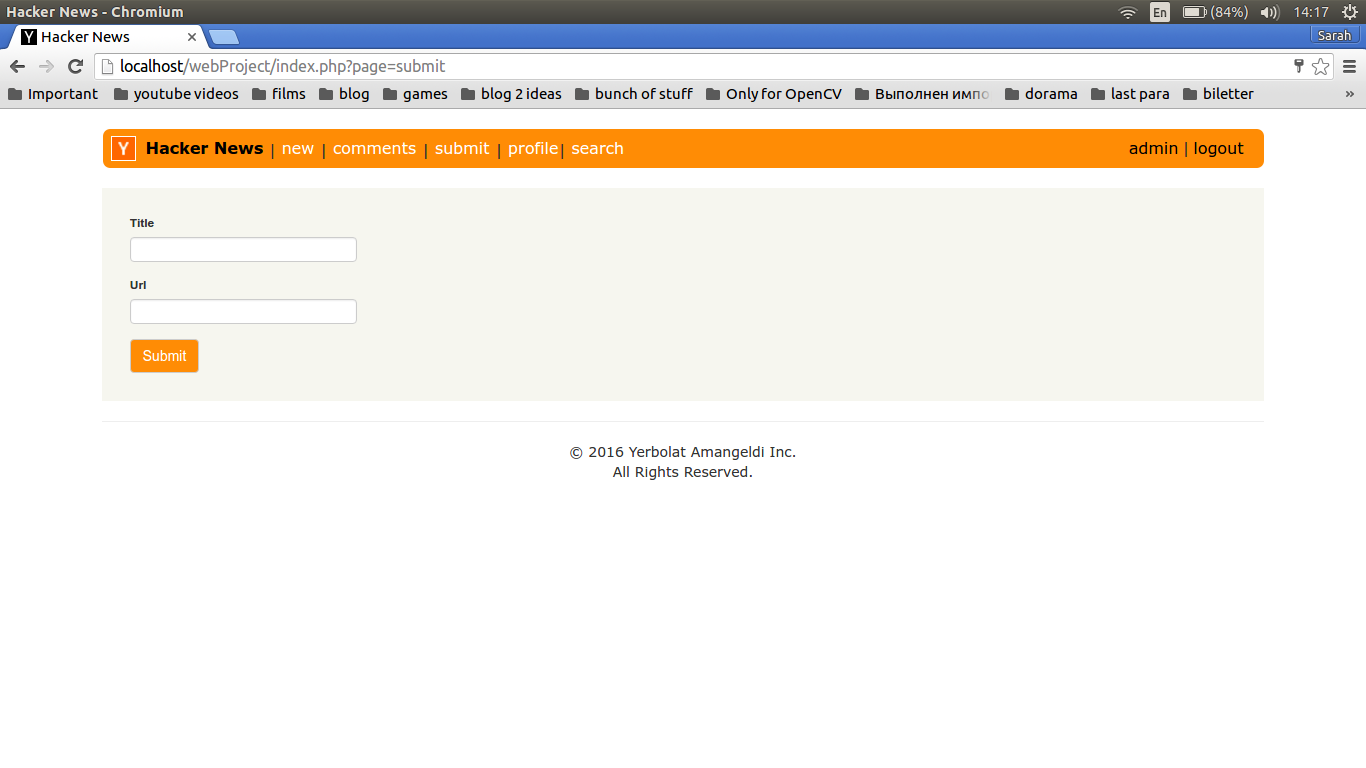 Hacker News - Chromium En (84%) 14:17
Y Hacker News × Sarah
localhost/webProject/index.php?page=submit
Important youtube videos films blog games blog 2 ideas bunch of stuff Only for OpenCV Выполнен импо dorama last para biletter »
Y Hacker News | new | comments | submit | profile| search admin | logout
Title
Url
Submit
© 2016 Yerbolat Amangeldi Inc.
All Rights Reserved.